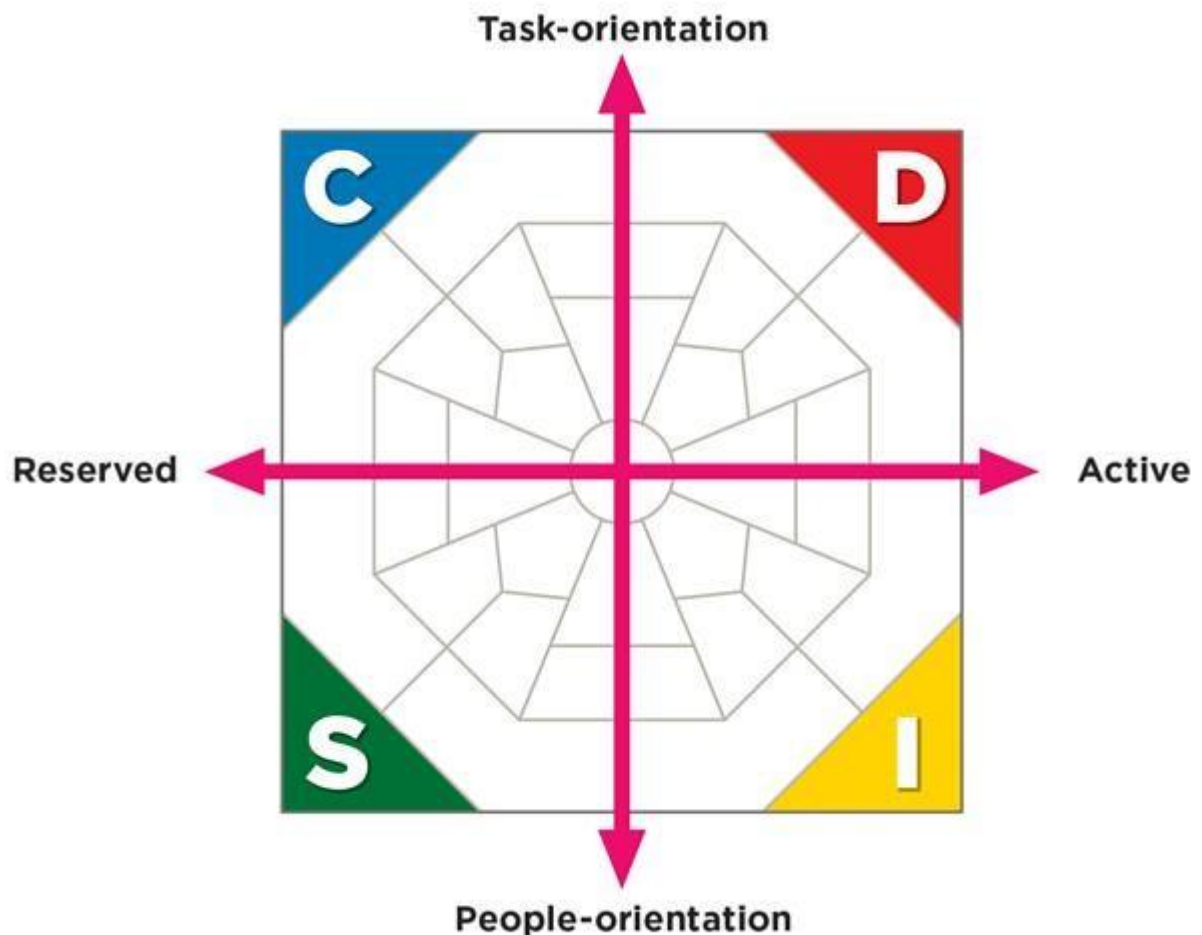 Task-orientation
C
D
Reserved
Active
S
I
People-orientation